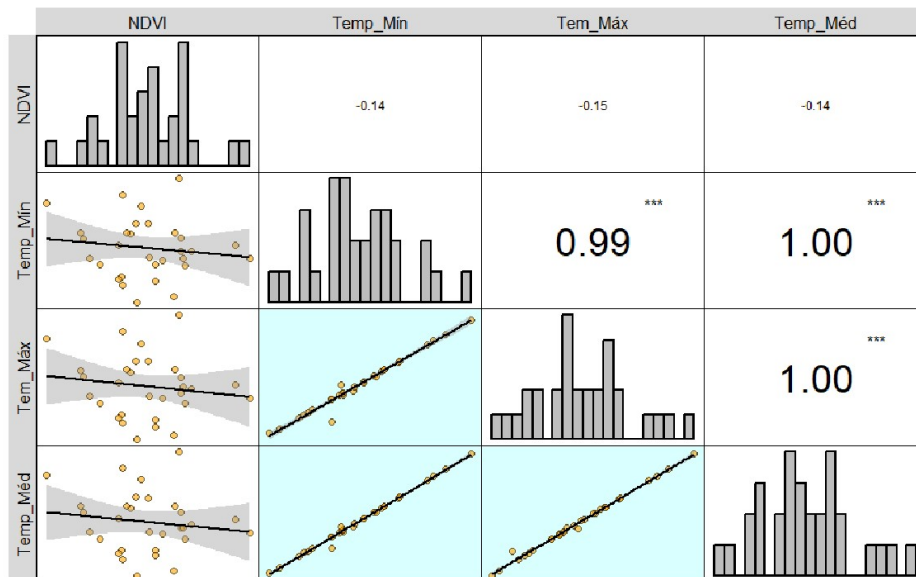 NDVI Temp_Mín Tem_Máx Temp_Méd
NDVI -0.14 -0.15 -0.14
Temp_Mín 0.99 *** 1.00 ***
Tem_Máx 1.00 ***
Temp_Méd